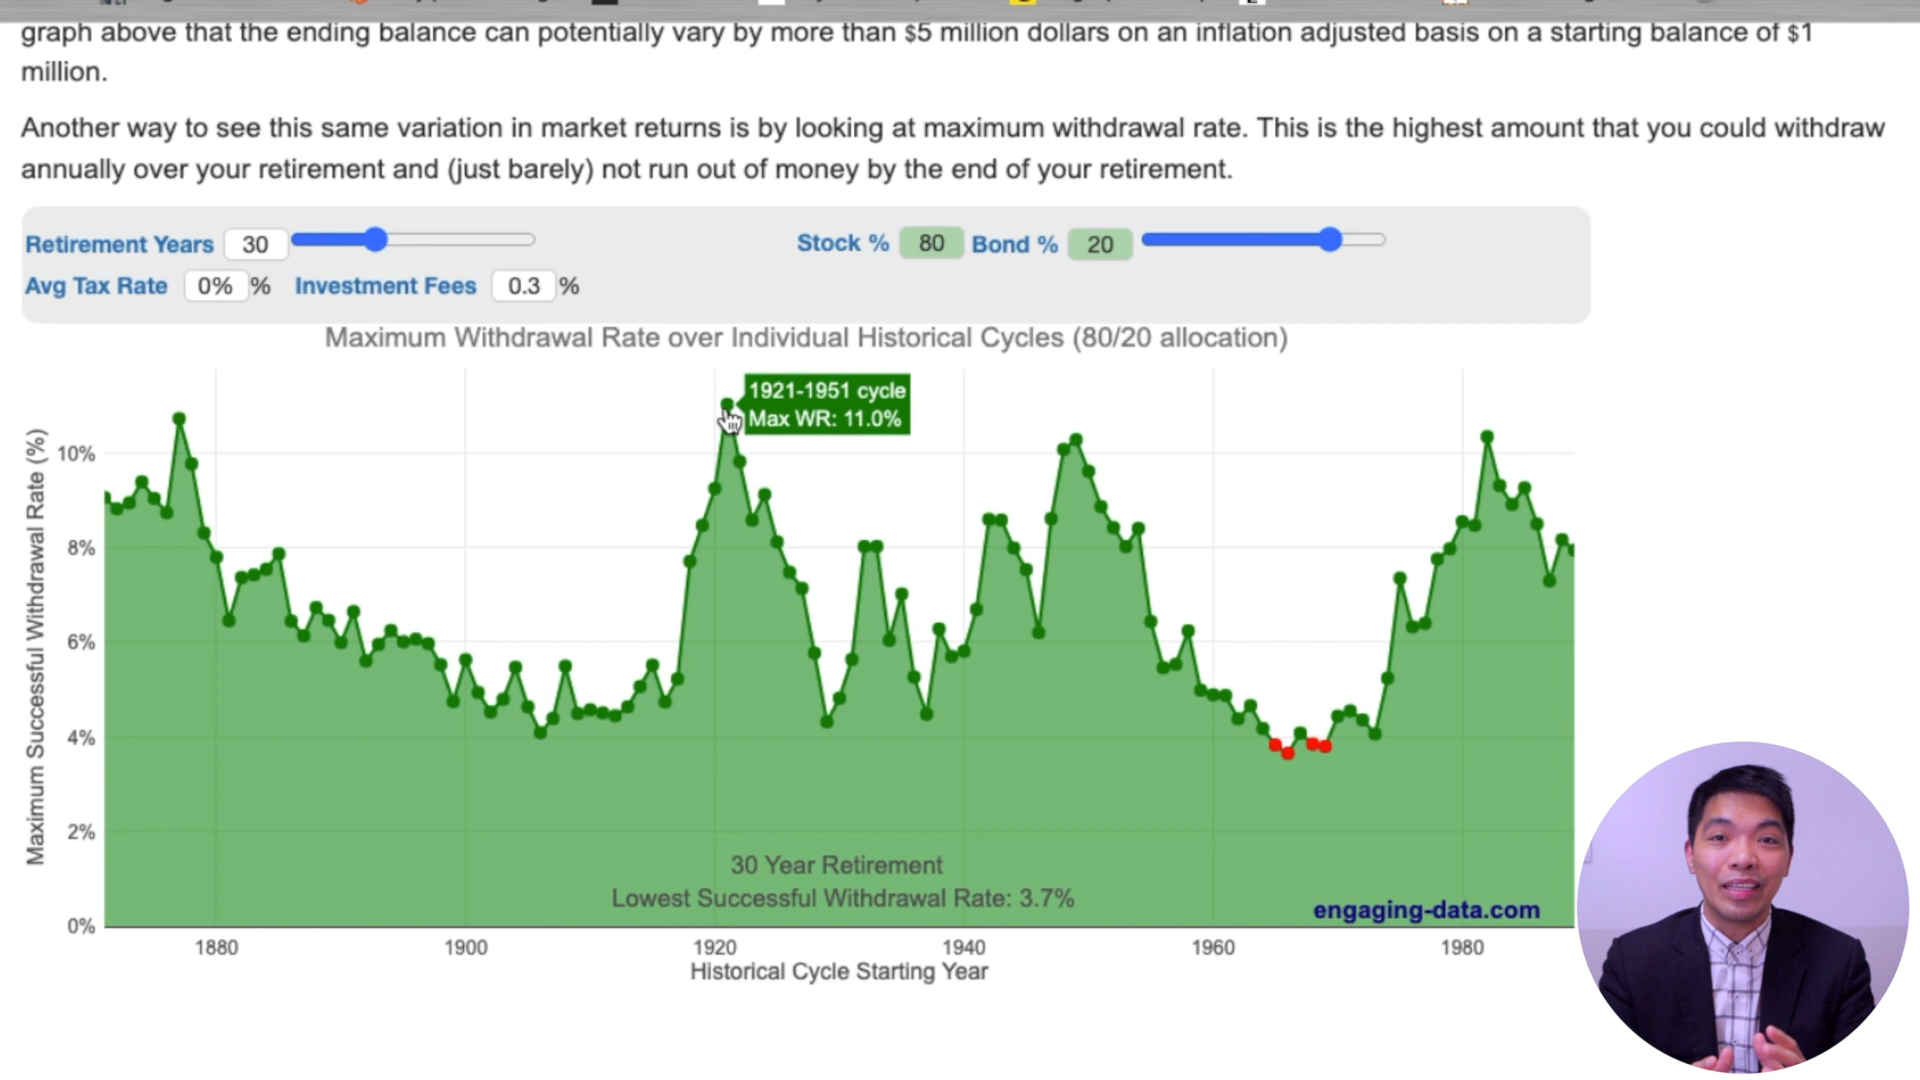 graph above that the ending balance can potentially vary by more than $5 million dollars on an inflation adjusted basis on a starting balance of $1
million.
Another way to see this same variation in market returns is by looking at maximum withdrawal rate. This is the highest amount that you could withdraw
annually over your retirement and (just barely) not run out of money by the end of your retirement.
Retirement Years 30 Stock % 80 Bond % 20
Avg Tax Rate 0% % Investment Fees 0.3 %
Maximum Withdrawal Rate over Individual Historical Cycles (80/20 allocation)
1921-1951 cycle
Max WR: 11.0%
Maximum Successful Withdrawal Rate (%)
10%
8%
6%
4%
2%
0%
30 Year Retirement
Lowest Successful Withdrawal Rate: 3.7%
engaging-data.com
1880 1900 1920 1940 1960 1980
Historical Cycle Starting Year